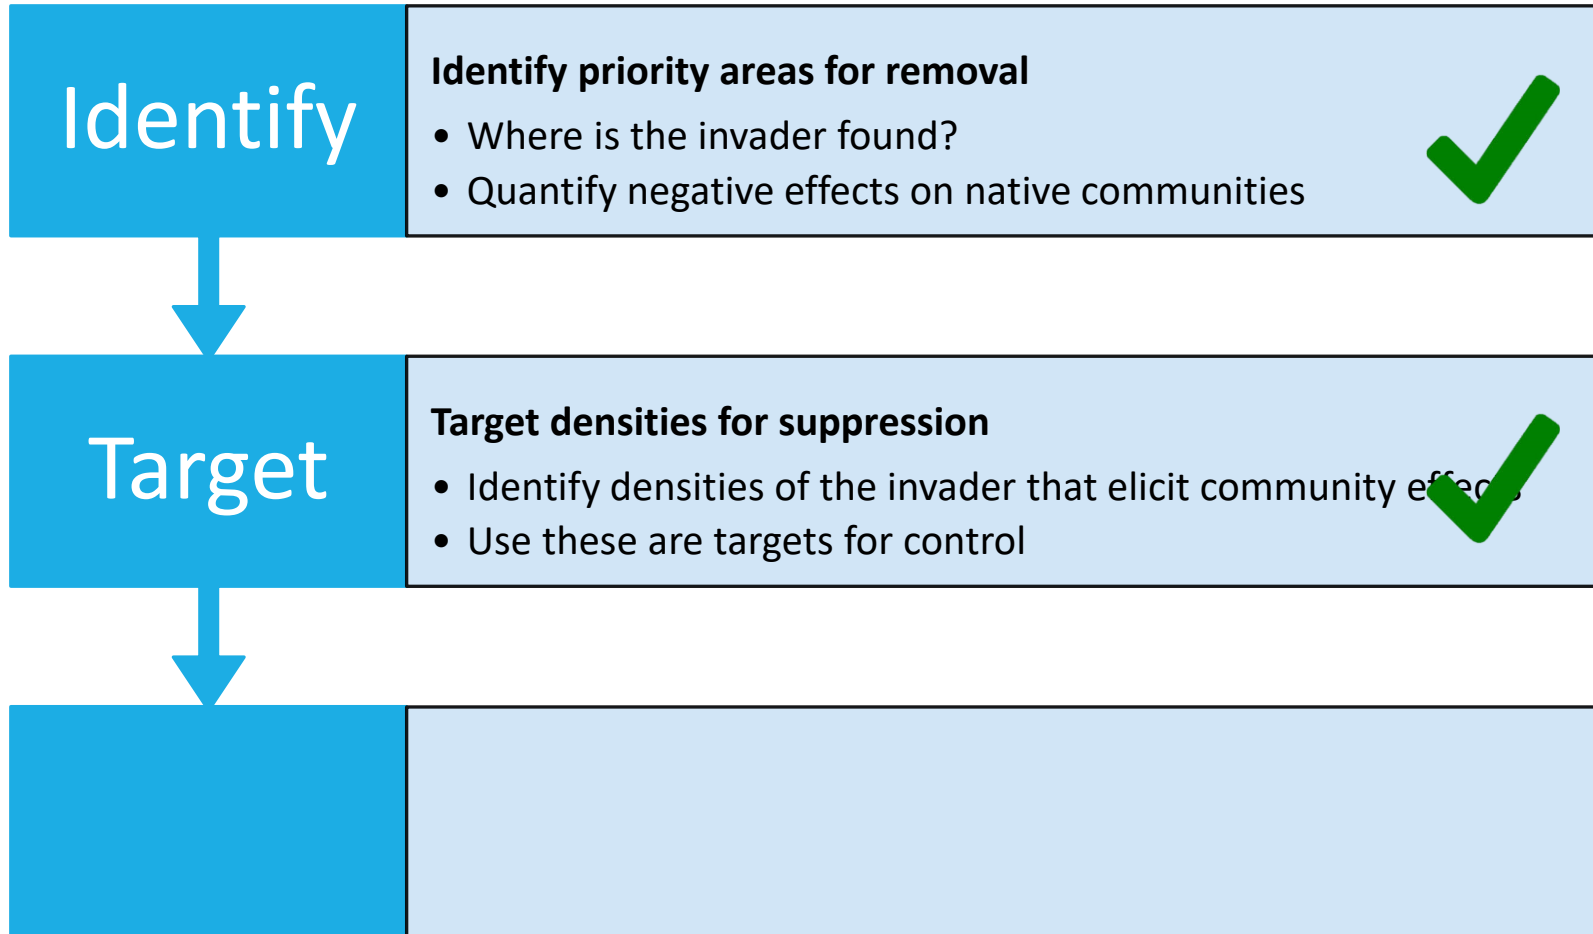 Identify
Identify priority areas for removal
• Where is the invader found?
• Quantify negative effects on native communities
Target
Target densities for suppression
• Identify densities of the invader that elicit community effects
• Use these are targets for control